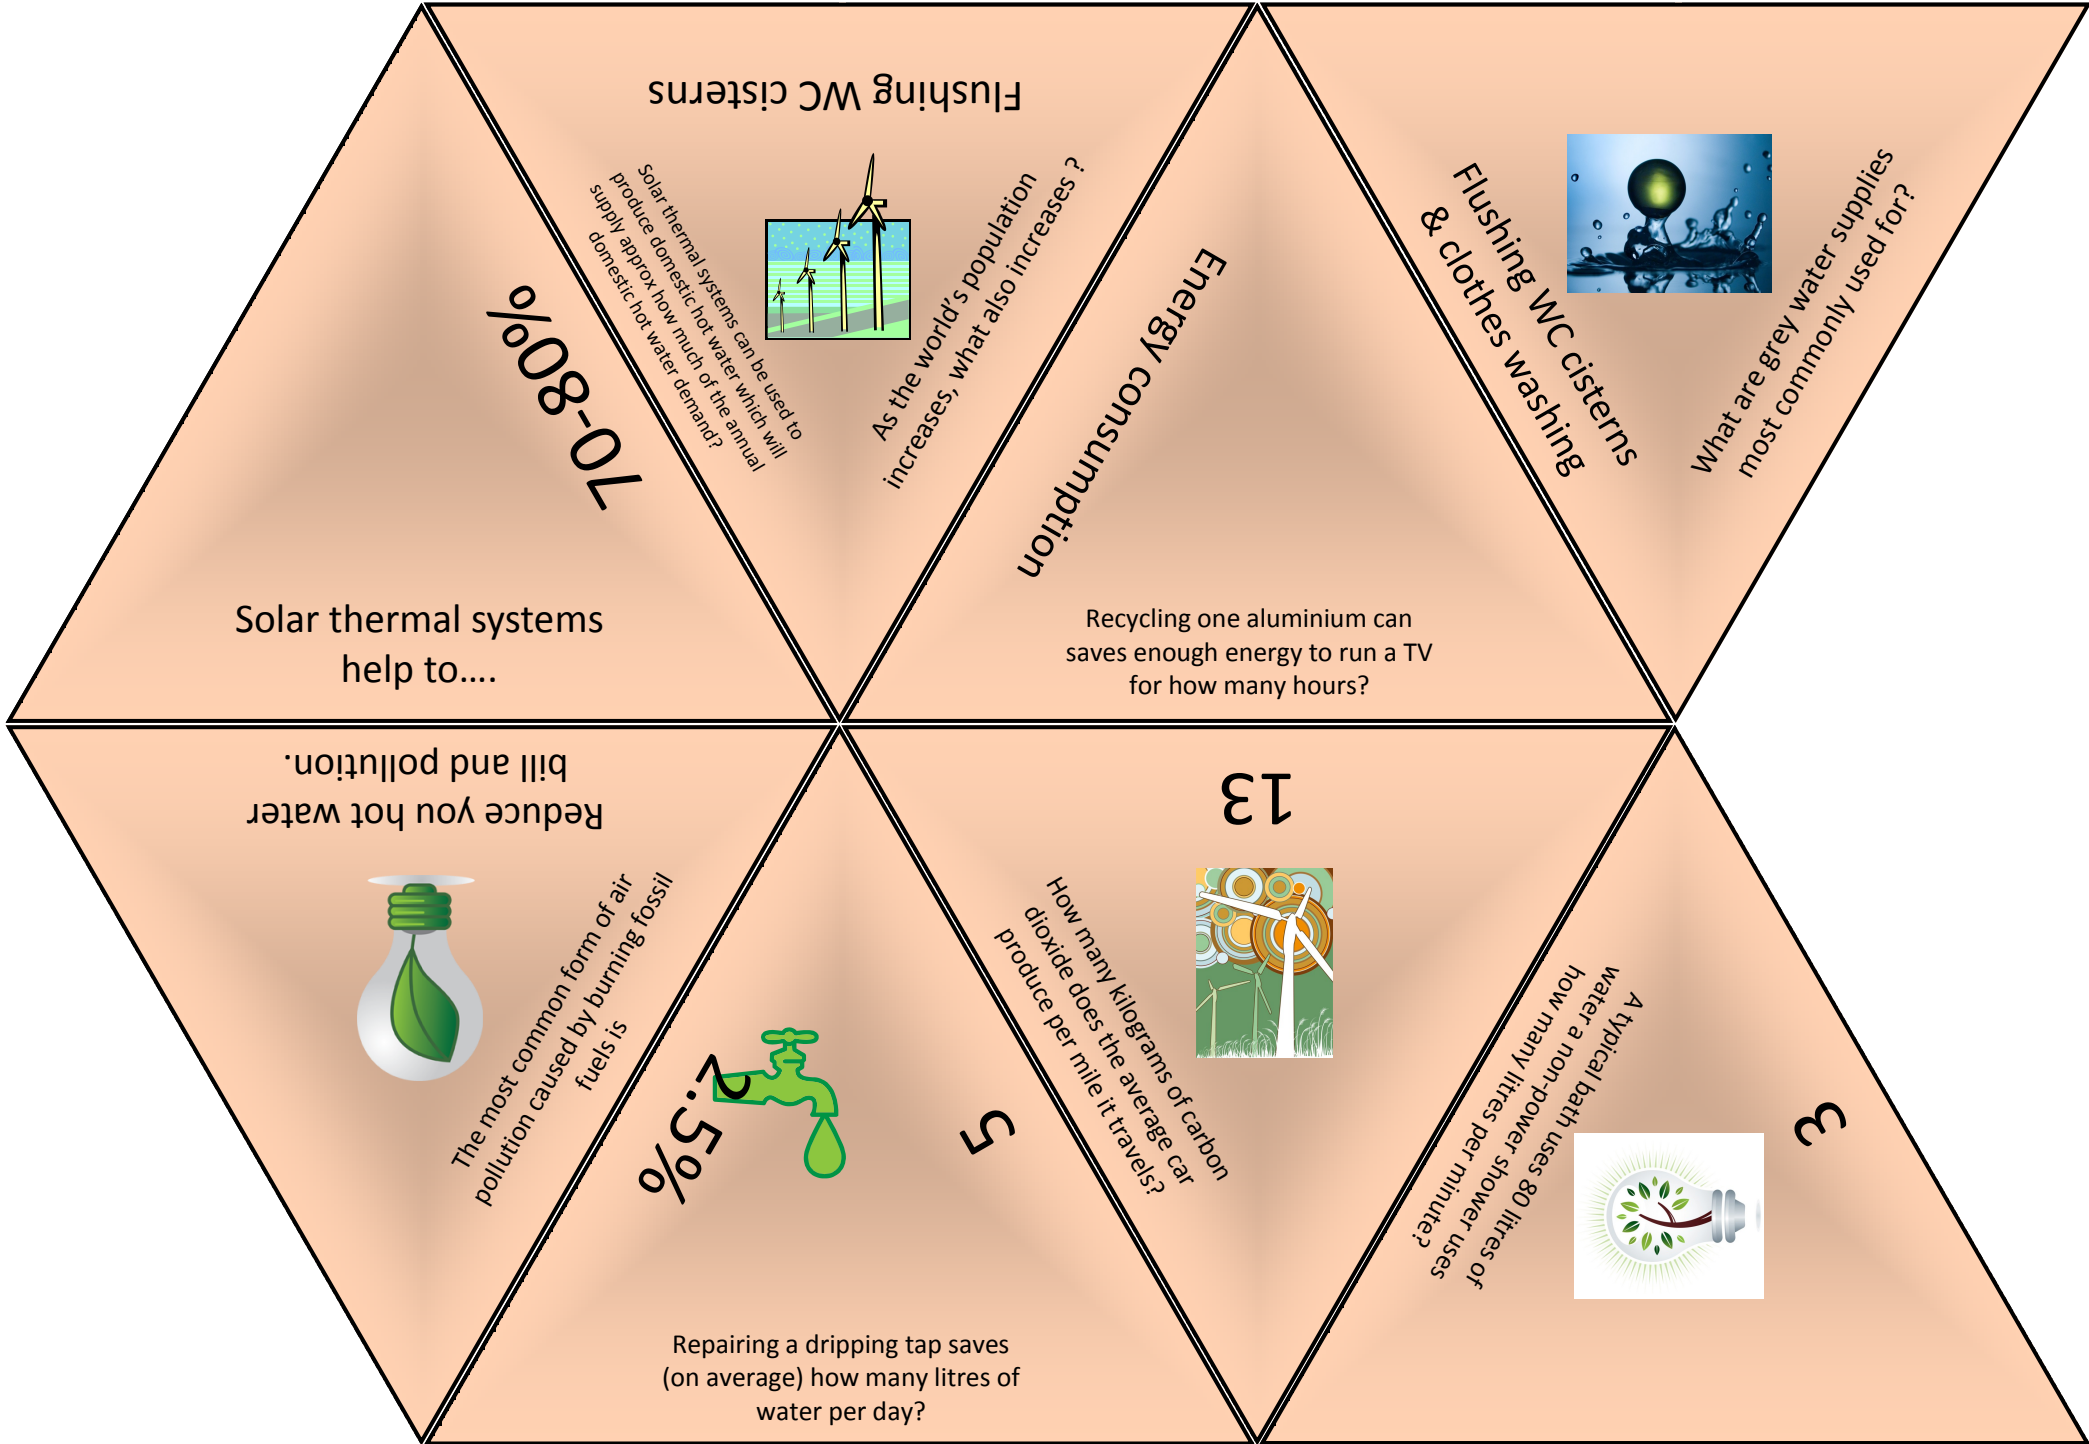 70-80%
Solar thermal systems
help to....
Flushing WC cisterns
Solar thermal systems can be used to
produce domestic hot water which will
supply approx how much of the annual
domestic hot water demand?
As the world's population
increases, what also increases ?
Energy consumption
Recycling one aluminium can
saves enough energy to run a TV
for how many hours?
Flushing WC cisterns
& clothes washing
What are grey water supplies
most commonly used for?
Reduce you hot water
bill and pollution.
The most common form of air
pollution caused by burning fossil
fuels is
2.5%
5
Repairing a dripping tap saves
(on average) how many litres of
water per day?
13
How many kilograms of carbon
dioxide does the average car
produce per mile it travels?
A typical bath uses 80 litres of
water a non-power shower uses
how many litres per minute?
3